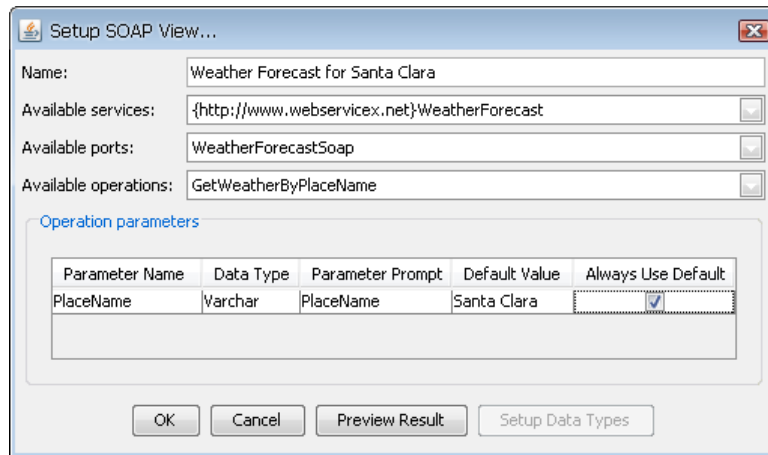 Setup SOAP View...
Name: Weather Forecast for Santa Clara
Available services: {http://www.webservicex.net}WeatherForecast
Available ports: WeatherForecastSoap
Available operations: GetWeatherByPlaceName
Operation parameters
Parameter Name Data Type Parameter Prompt Default Value Always Use Default
PlaceName Varchar PlaceName Santa Clara
OK Cancel Preview Result Setup Data Types